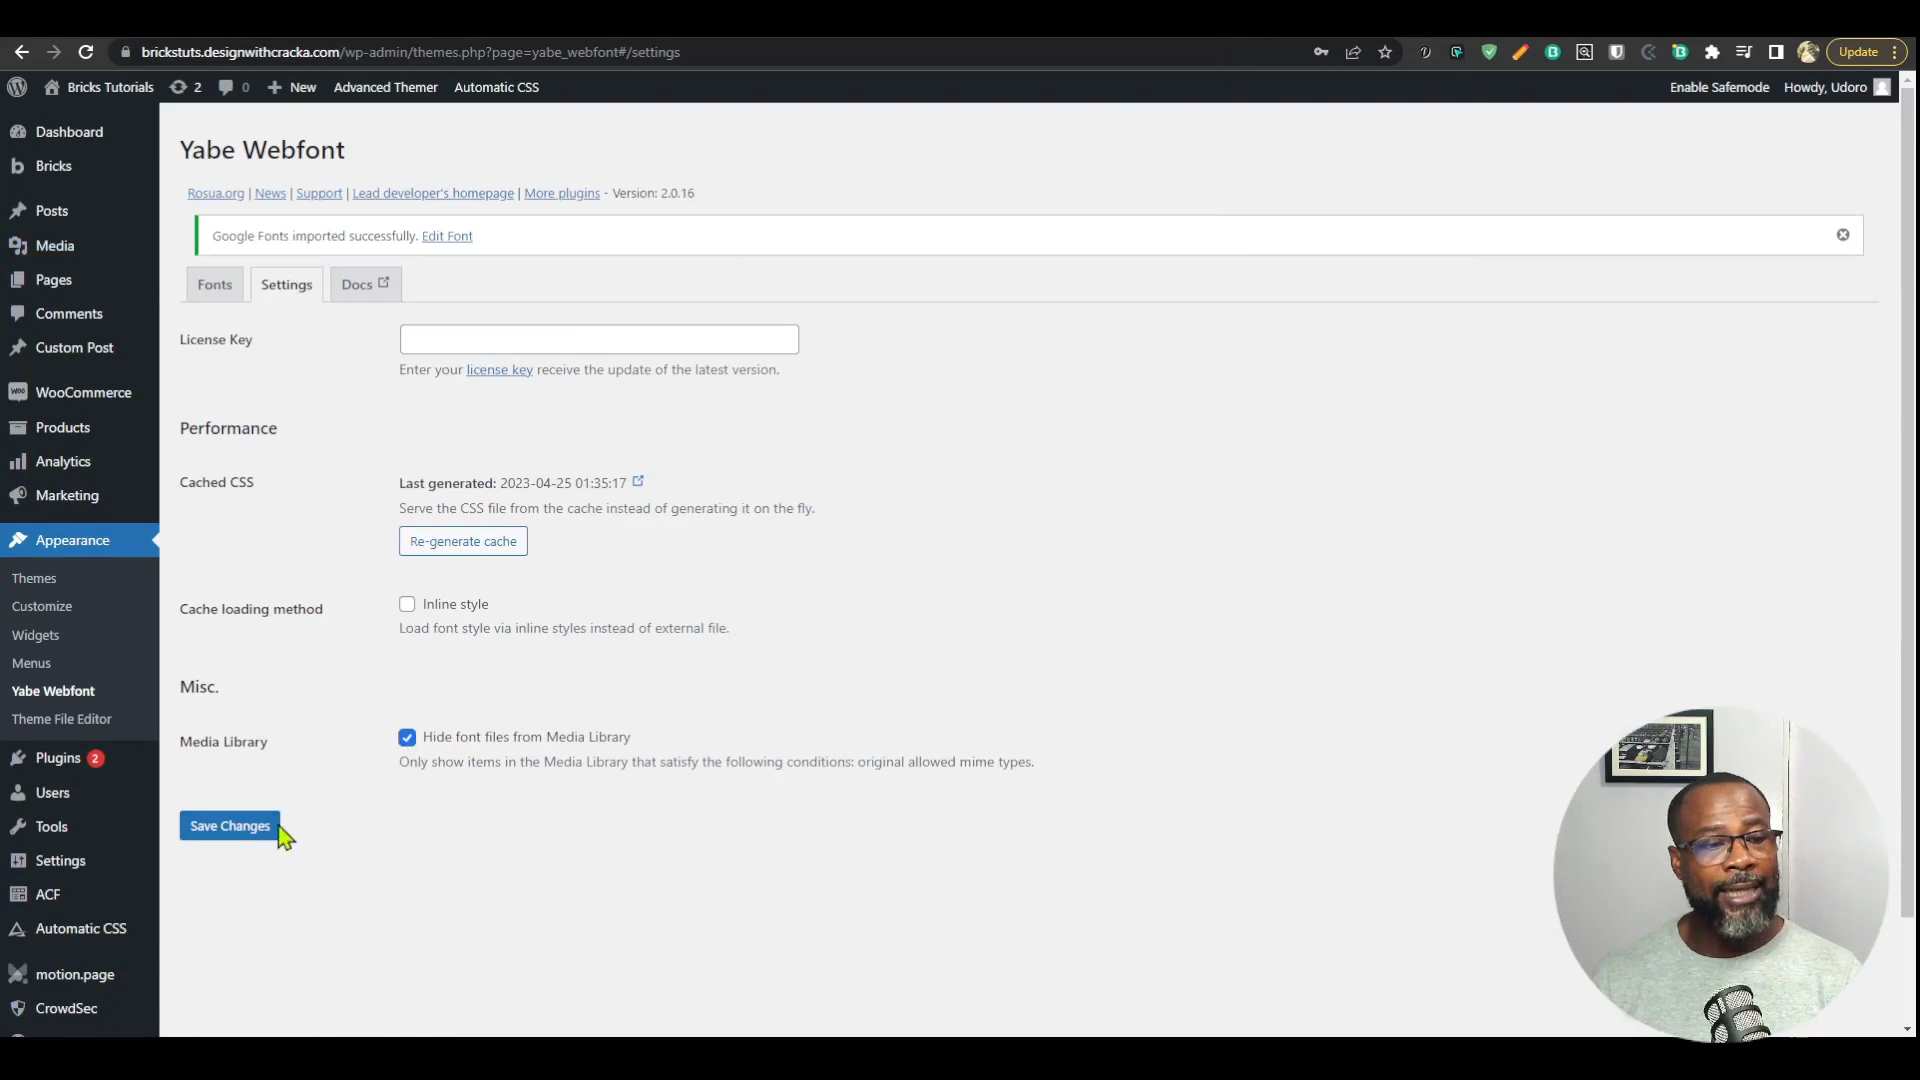 brickstuts.designwithcracka.com/wp-admin/themes.php?page=yabe_webfont#/settings
Update
Bricks Tutorials
2
0
New
Advanced Themer
Automatic CSS
Enable Safemode
Howdy, Udoro
Dashboard
Bricks
Posts
Media
Pages
Comments
Custom Post
WooCommerce
Products
Analytics
Marketing
Appearance
Themes
Customize
Widgets
Menus
Yabe Webfont
Theme File Editor
Plugins 2
Users
Tools
Settings
ACF
Automatic CSS
motion.page
CrowdSec
Yabe Webfont
Rosua.org | News | Support | Lead developer's homepage | More plugins - Version: 2.0.16
Google Fonts imported successfully. Edit Font
Fonts
Settings
Docs
License Key
Enter your license key receive the update of the latest version.
Performance
Cached CSS
Last generated: 2023-04-25 01:35:17
Serve the CSS file from the cache instead of generating it on the fly.
Re-generate cache
Cache loading method
Inline style
Load font style via inline styles instead of external file.
Misc.
Media Library
Hide font files from Media Library
Only show items in the Media Library that satisfy the following conditions: original allowed mime types.
Save Changes